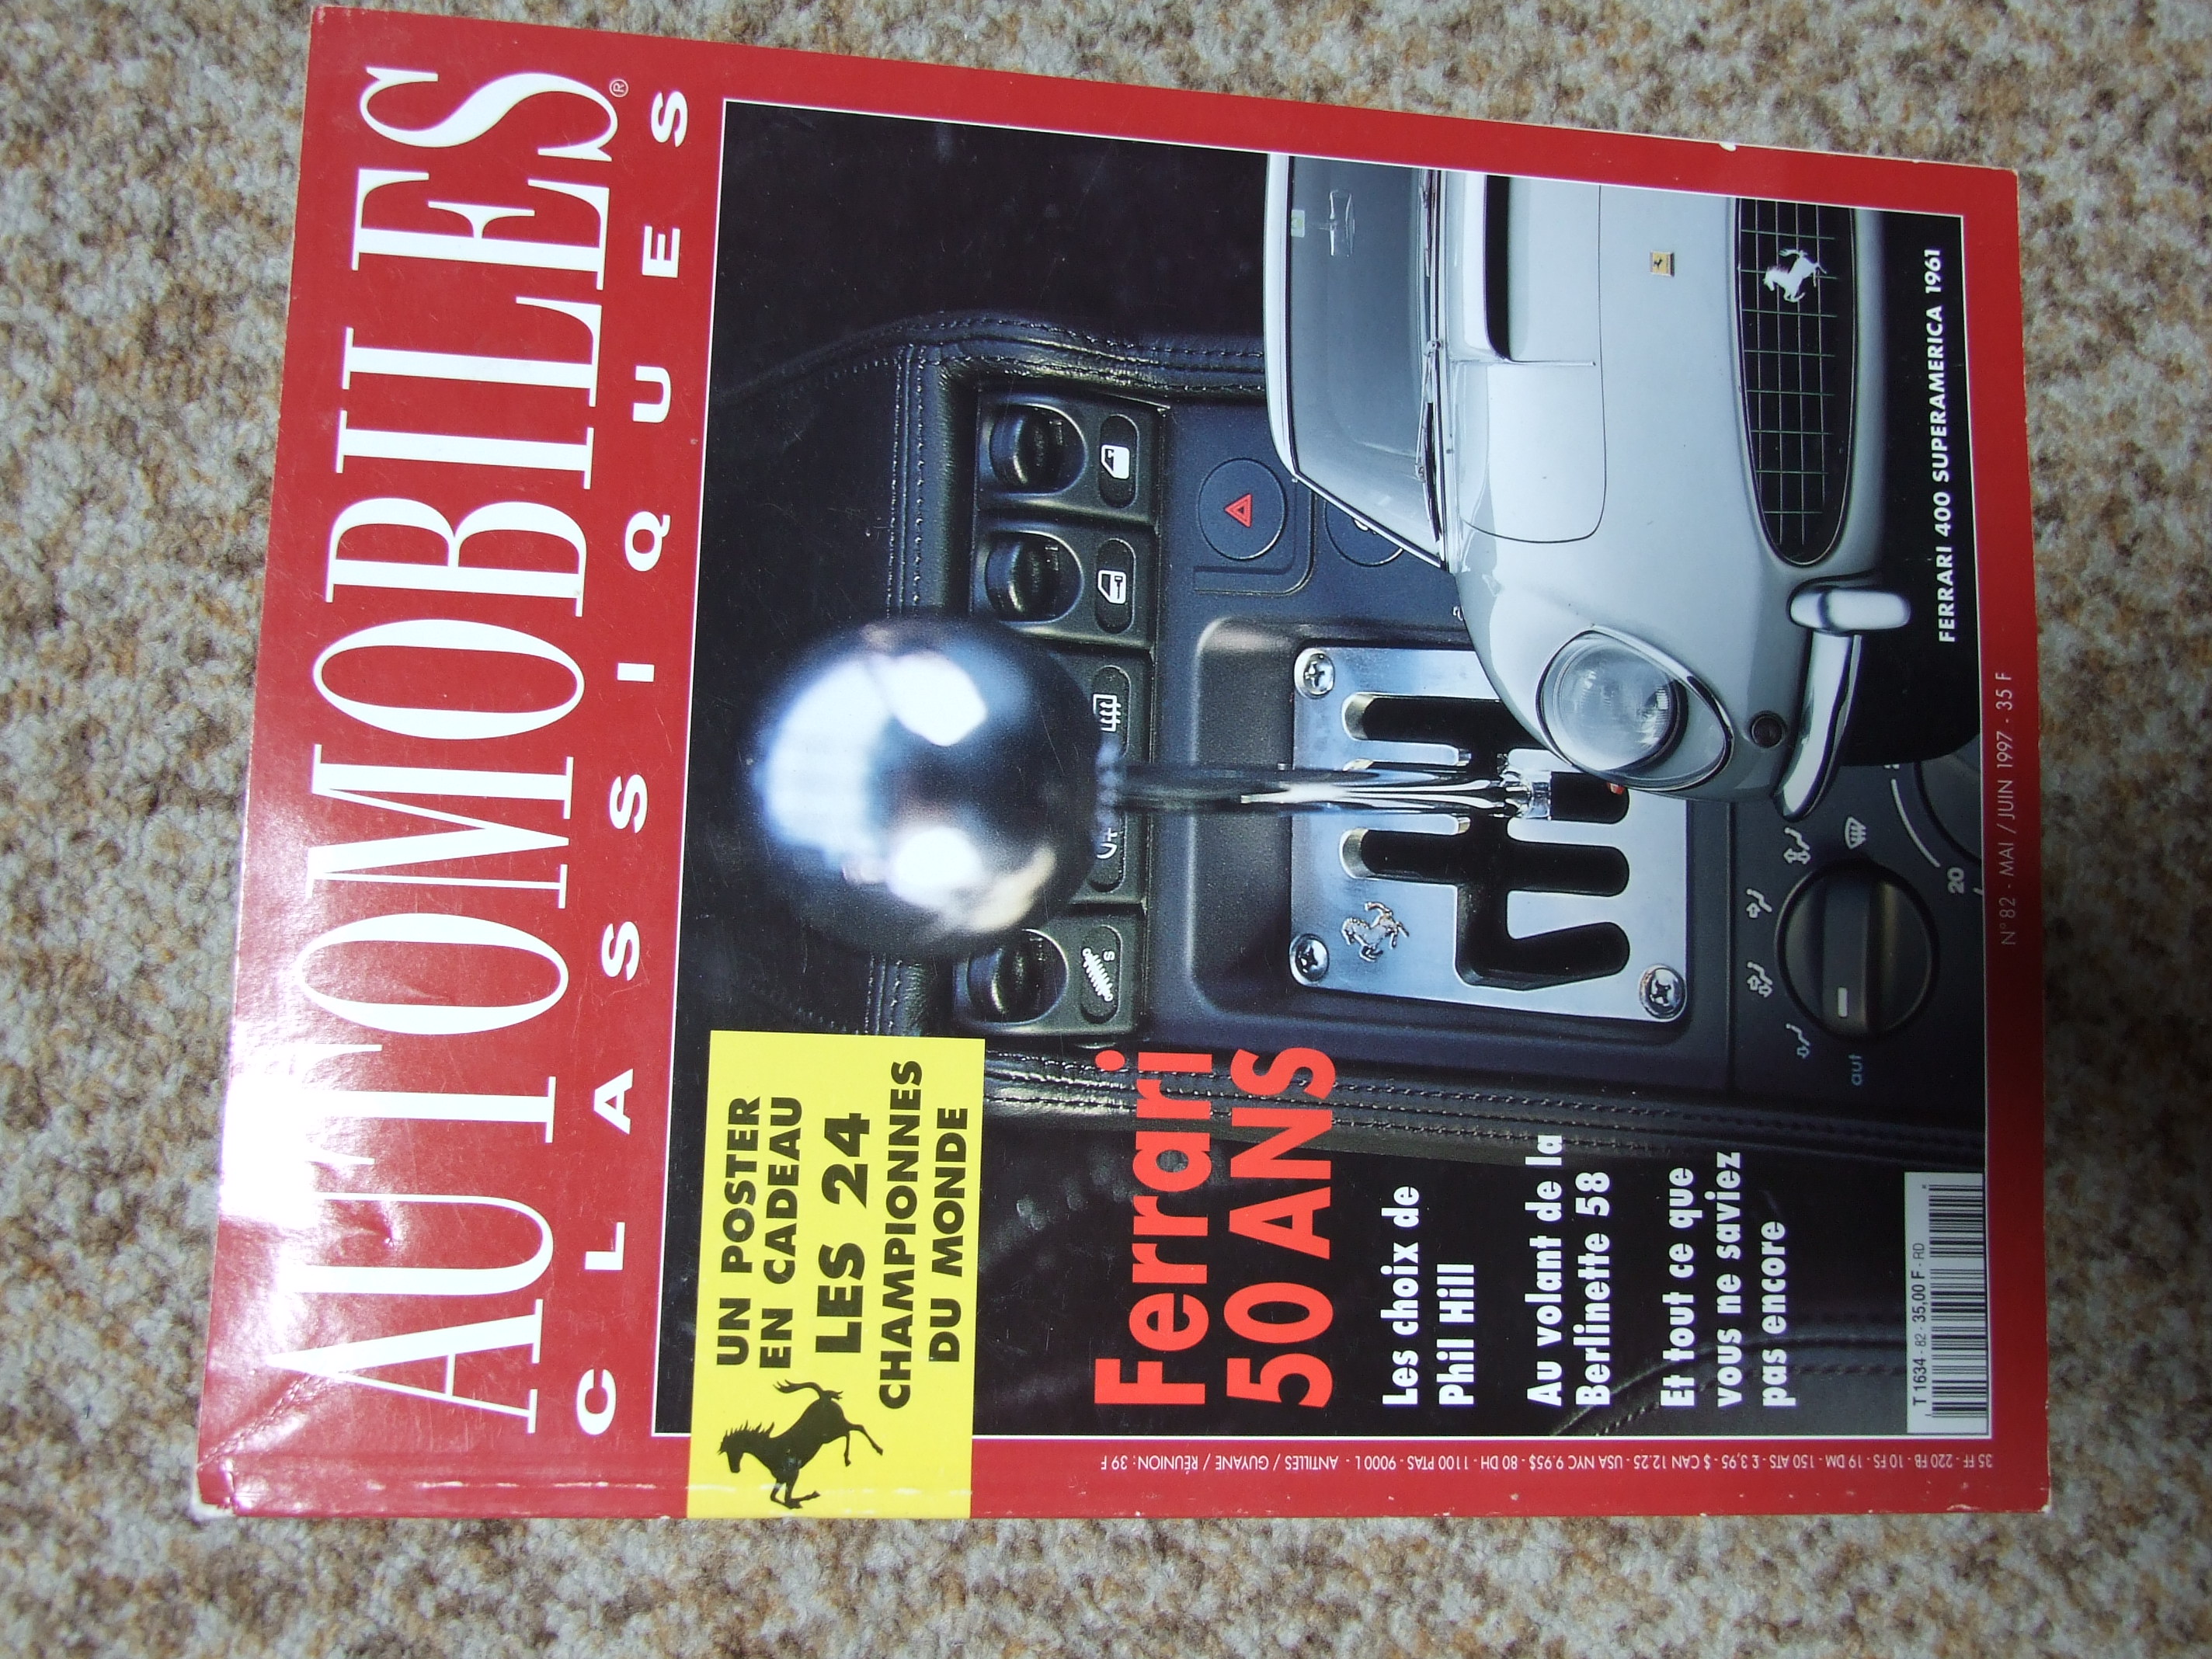 AUTOMOBILES®
CLASSIQUES
UN POSTER
EN CADEAU
LES 24
CHAMPIONNES
DU MONDE
Ferrari
50 ANS
Les choix de
Phil Hill
Au volant de la
Berlinette 58
Et tout ce que
vous ne saviez
pas encore
T 1634 - 82 - 35,00 F - RD
FERRARI 400 SUPERAMERICA 1961
N° 82 - MAI / JUIN 1997 - 35 F
35 FF - 220 FB - 10 FS - 19 DM - 150 ATS - £ 3,95 - $ CAN 12.25 - USA NYC 9.95$ - 80 DH - 1100 PTAS - 9000 L - ANTILLES / GUYANE / RÉUNION : 39 F
S
aut
20